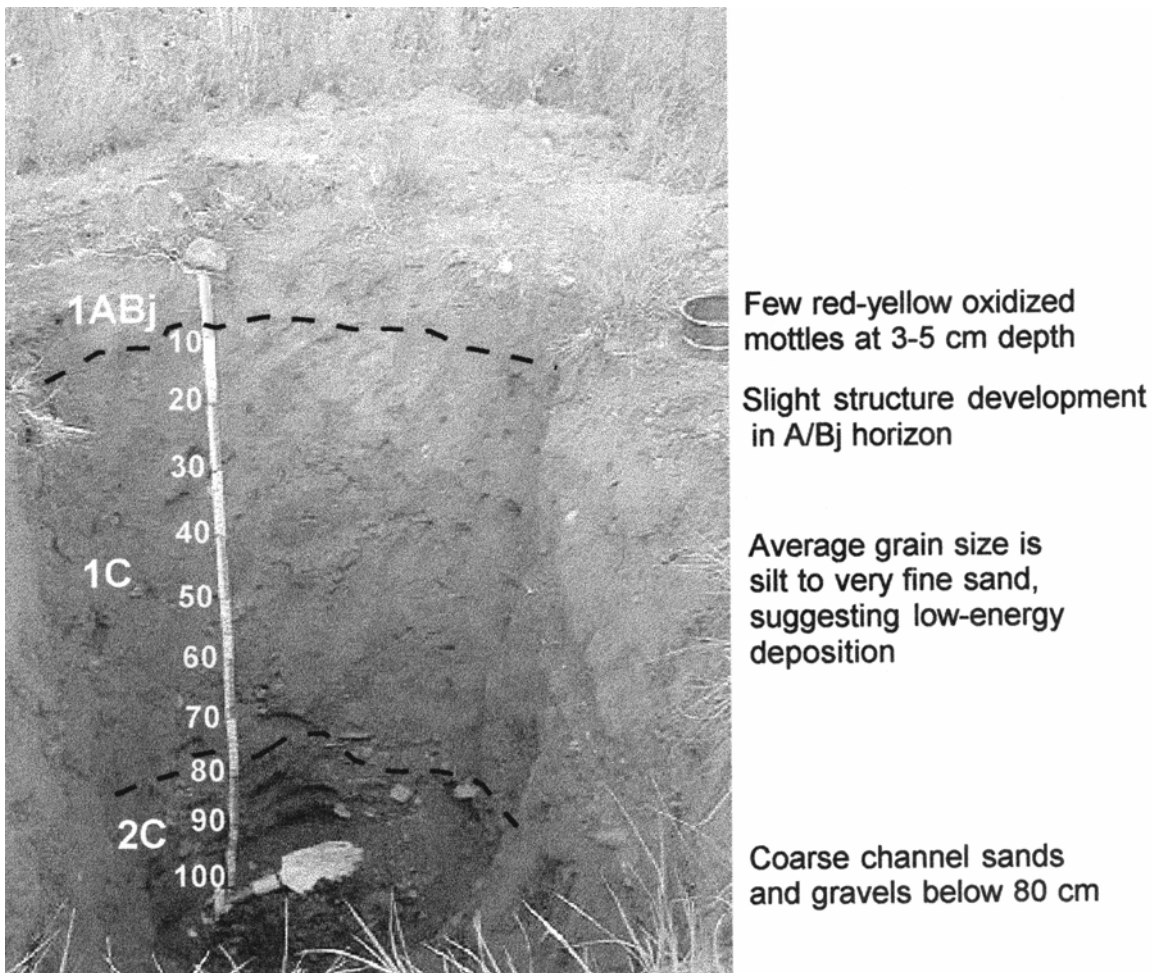 1ABj
10
20
30
40
1C
50
60
70
80
90
2C
100
Few red-yellow oxidized
mottles at 3-5 cm depth
Slight structure development
in A/Bj horizon
Average grain size is
silt to very fine sand,
suggesting low-energy
deposition
Coarse channel sands
and gravels below 80 cm